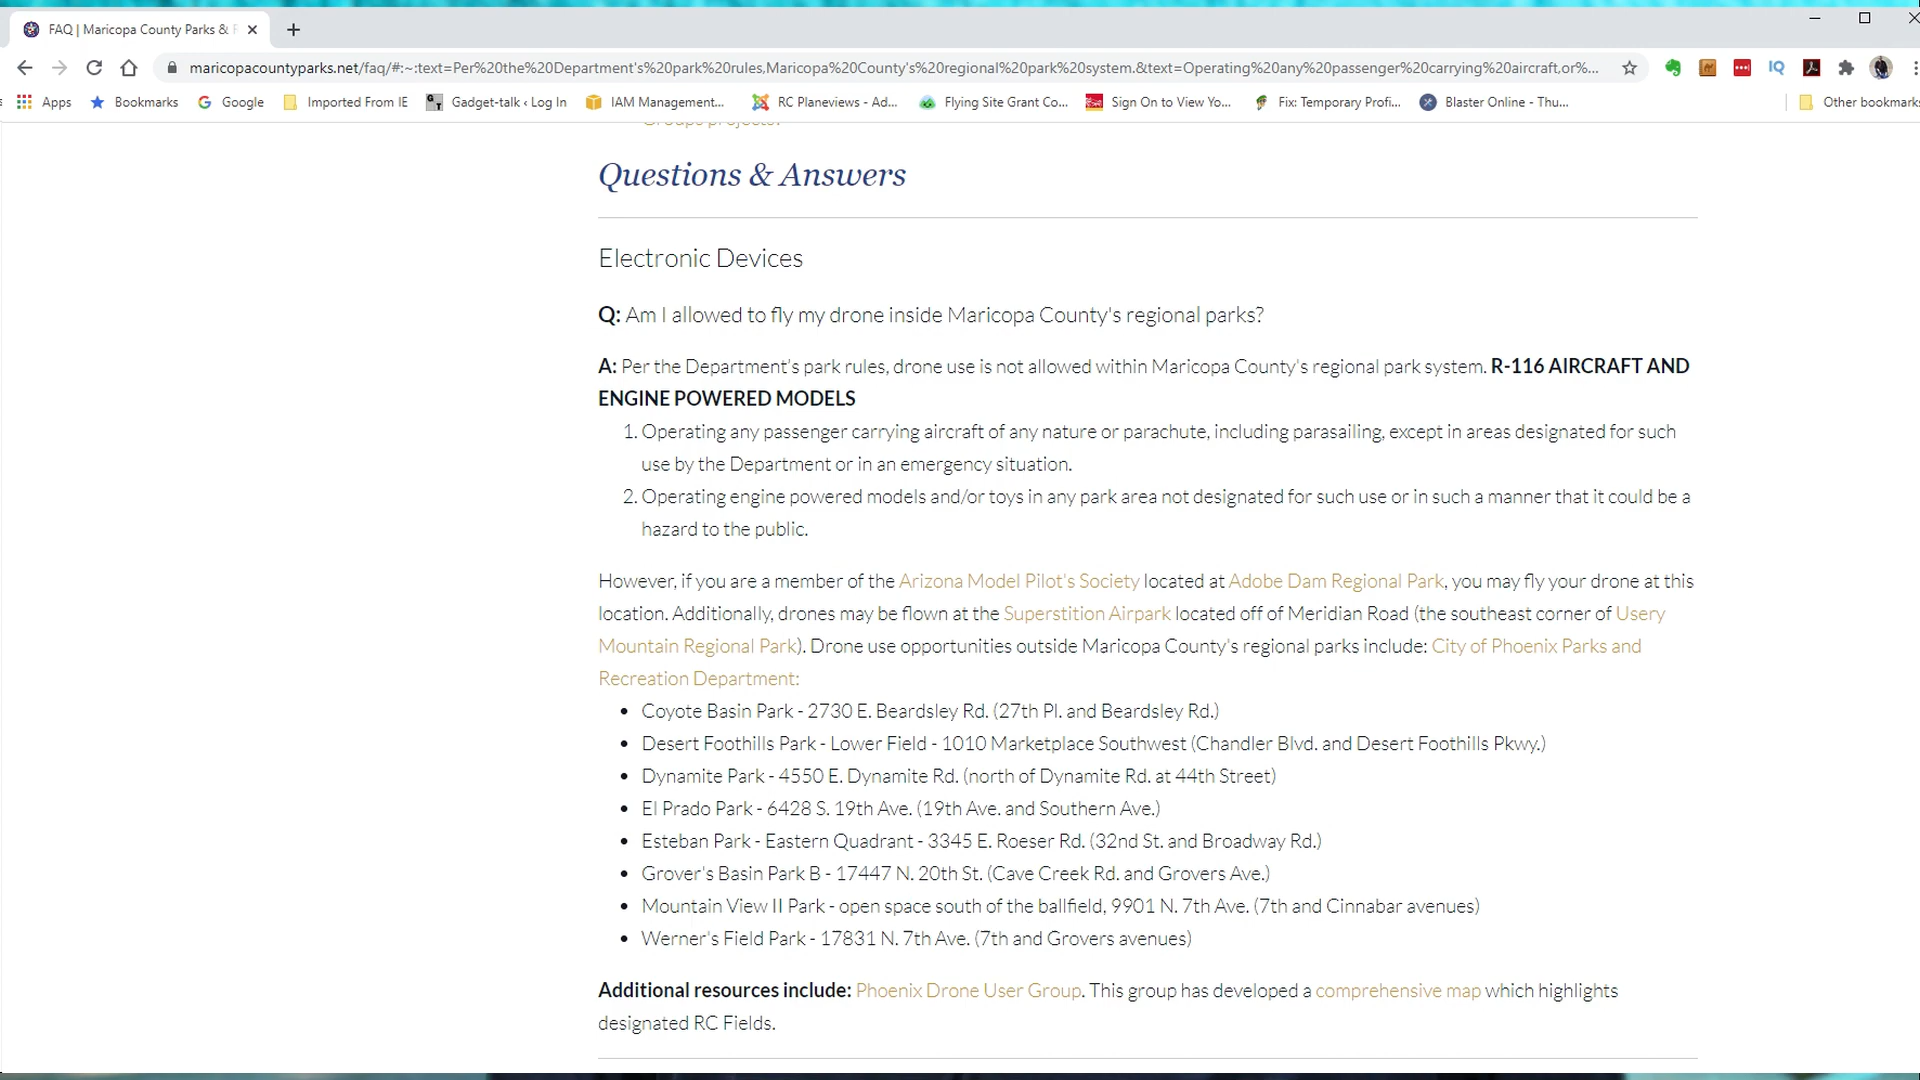 FAQ | Maricopa County Parks &
maricopacountyparks.net/faq/#:~:text=Per%20the%20Department's%20park%20rules,Maricopa%20County's%20regional%20park%20system.&text=Operating%20any%20passenger%20carrying%20aircraft,or%...
Apps Bookmarks Google Imported From IE Gadget-talk ‹ Log In IAM Management... RC Planeviews - Ad... Flying Site Grant Co... Sign On to View Yo... Fix: Temporary Profi... Blaster Online - Thu... Other bookmarks
Groups projects.
Questions & Answers
Electronic Devices
Q: Am I allowed to fly my drone inside Maricopa County's regional parks?
A: Per the Department's park rules, drone use is not allowed within Maricopa County's regional park system. R-116 AIRCRAFT AND
ENGINE POWERED MODELS
1. Operating any passenger carrying aircraft of any nature or parachute, including parasailing, except in areas designated for such
use by the Department or in an emergency situation.
2. Operating engine powered models and/or toys in any park area not designated for such use or in such a manner that it could be a
hazard to the public.
However, if you are a member of the Arizona Model Pilot's Society located at Adobe Dam Regional Park, you may fly your drone at this
location. Additionally, drones may be flown at the Superstition Airpark located off of Meridian Road (the southeast corner of Usery
Mountain Regional Park). Drone use opportunities outside Maricopa County's regional parks include: City of Phoenix Parks and
Recreation Department:
• Coyote Basin Park - 2730 E. Beardsley Rd. (27th Pl. and Beardsley Rd.)
• Desert Foothills Park - Lower Field - 1010 Marketplace Southwest (Chandler Blvd. and Desert Foothills Pkwy.)
• Dynamite Park - 4550 E. Dynamite Rd. (north of Dynamite Rd. at 44th Street)
• El Prado Park - 6428 S. 19th Ave. (19th Ave. and Southern Ave.)
• Esteban Park - Eastern Quadrant - 3345 E. Roeser Rd. (32nd St. and Broadway Rd.)
• Grover's Basin Park B - 17447 N. 20th St. (Cave Creek Rd. and Grovers Ave.)
• Mountain View II Park - open space south of the ballfield, 9901 N. 7th Ave. (7th and Cinnabar avenues)
• Werner's Field Park - 17831 N. 7th Ave. (7th and Grovers avenues)
Additional resources include: Phoenix Drone User Group. This group has developed a comprehensive map which highlights
designated RC Fields.